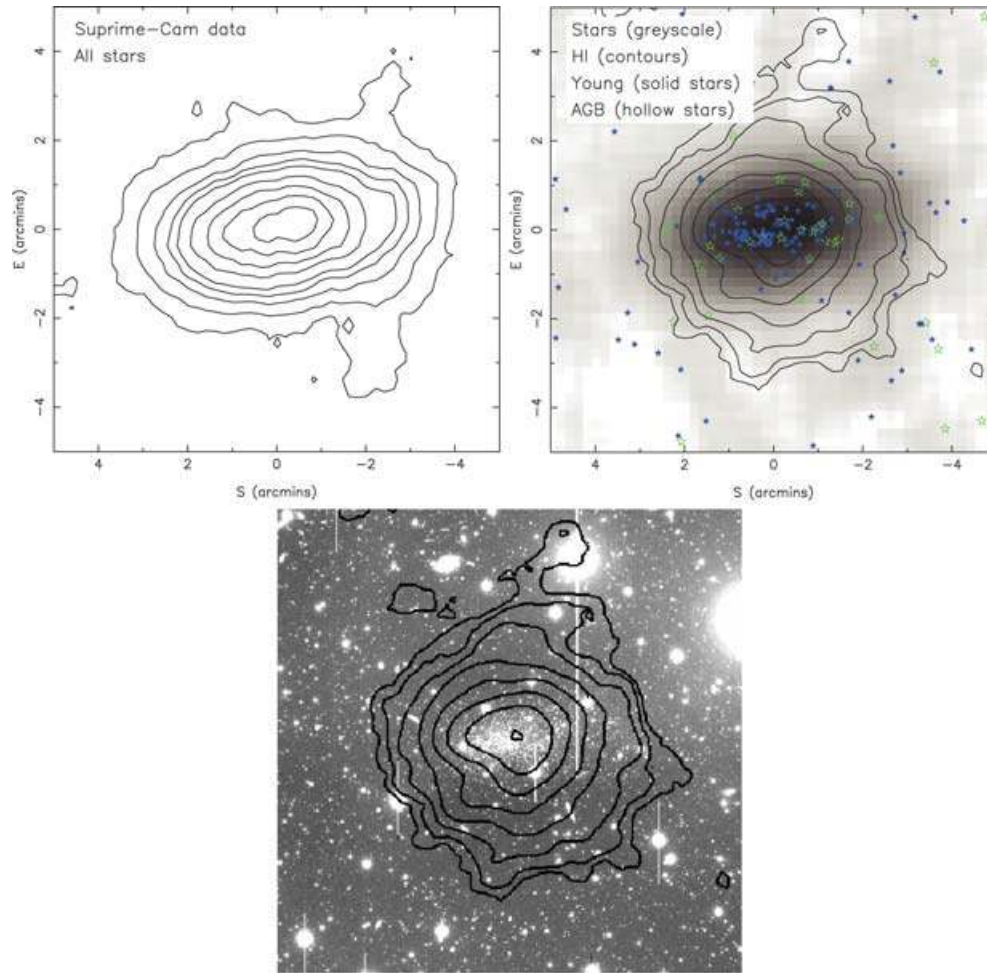 Suprime-Cam data
All stars
4
2
0
-2
-4
E (arcmins)
4
2
0
-2
-4
S (arcmins)
Stars (greyscale)
HI (contours)
Young (solid stars)
AGB (hollow stars)
4
2
0
-2
-4
E (arcmins)
4
2
0
-2
-4
S (arcmins)